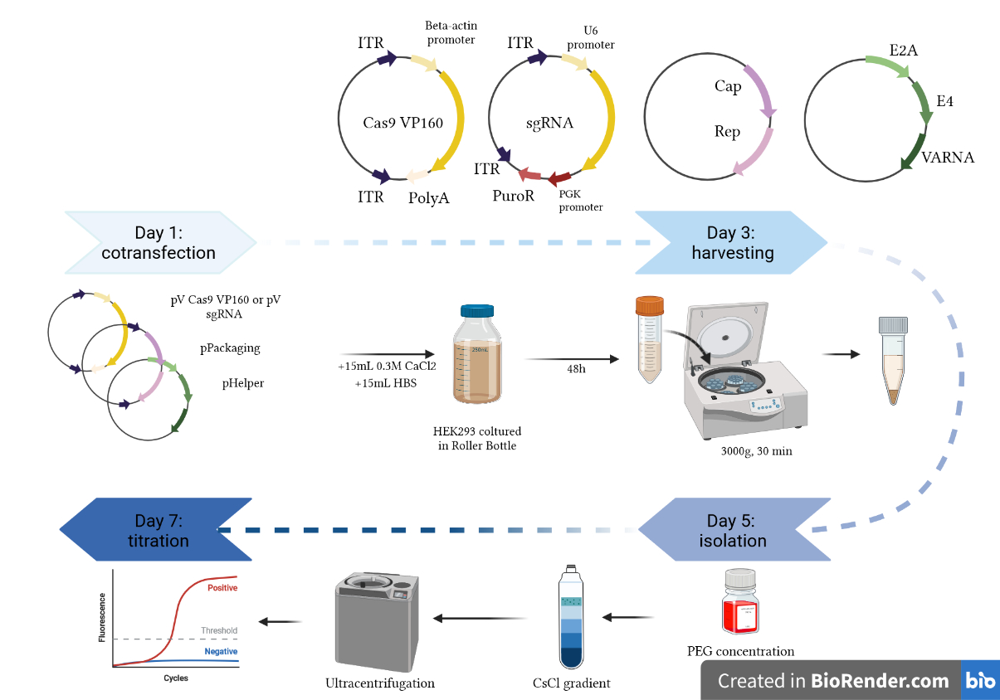 Beta-actin
promoter
ITR
Cas9 VP160
ITR
PolyA
U6
promoter
ITR
sgRNA
ITR
PuroR
PGK
promoter
Cap
Rep
E2A
E4
VARNA
Day 1:
cotransfection
Day 3:
harvesting
pV Cas9 VP160 or pV
sgRNA
pPackaging
pHelper
+15mL 0.3M CaCl2
+15mL HBS
250mL
HEK293 coltured
in Roller Bottle
48h
3000g, 30 min
Day 7:
titration
Day 5:
isolation
Fluorescence
Positive
Threshold
Negative
Cycles
Ultracentrifugation
CsCl gradient
PEG concentration
Created in BioRender.com bio